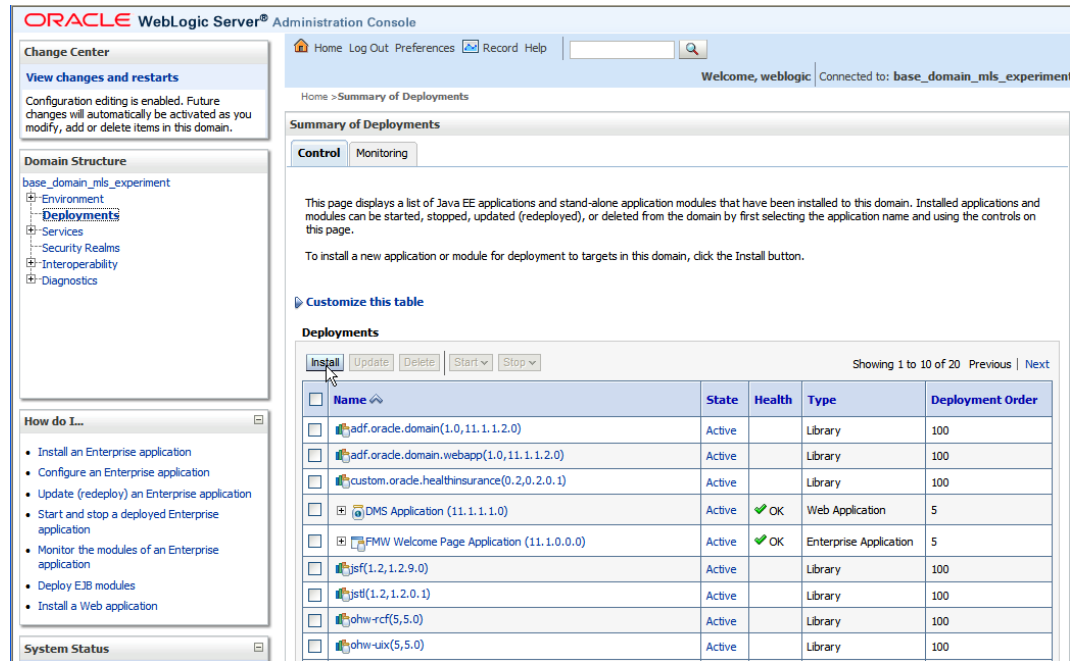 ORACLE WebLogic Server® Administration Console
Change Center
View changes and restarts
Configuration editing is enabled. Future
changes will automatically be activated as you
modify, add or delete items in this domain.
Domain Structure
base_domain_mls_experiment
Environment
Deployments
Services
Security Realms
Interoperability
Diagnostics
How do I...
Install an Enterprise application
Configure an Enterprise application
Update (redeploy) an Enterprise application
Start and stop a deployed Enterprise
application
Monitor the modules of an Enterprise
application
Deploy EJB modules
Install a Web application
System Status
Home Log Out Preferences Record Help
Welcome, weblogic Connected to: base_domain_mls_experiment
Home >Summary of Deployments
Summary of Deployments
Control Monitoring
This page displays a list of Java EE applications and stand-alone application modules that have been installed to this domain. Installed applications and
modules can be started, stopped, updated (redeployed), or deleted from the domain by first selecting the application name and using the controls on
this page.
To install a new application or module for deployment to targets in this domain, click the Install button.
Customize this table
Deployments
Install Update Delete Start Stop Showing 1 to 10 of 20 Previous | Next
Name State Health Type Deployment Order
adf.oracle.domain(1.0,11.1.1.2.0) Active Library 100
adf.oracle.domain.webapp(1.0,11.1.1.2.0) Active Library 100
custom.oracle.healthinsurance(0.2,0.2.0.1) Active Library 100
DMS Application (11.1.1.1.0) Active OK Web Application 5
FMW Welcome Page Application (11.1.0.0.0) Active OK Enterprise Application 5
jsf(1.2,1.2.9.0) Active Library 100
jstl(1.2,1.2.0.1) Active Library 100
ohw-rcf(5,5.0) Active Library 100
ohw-uix(5,5.0) Active Library 100